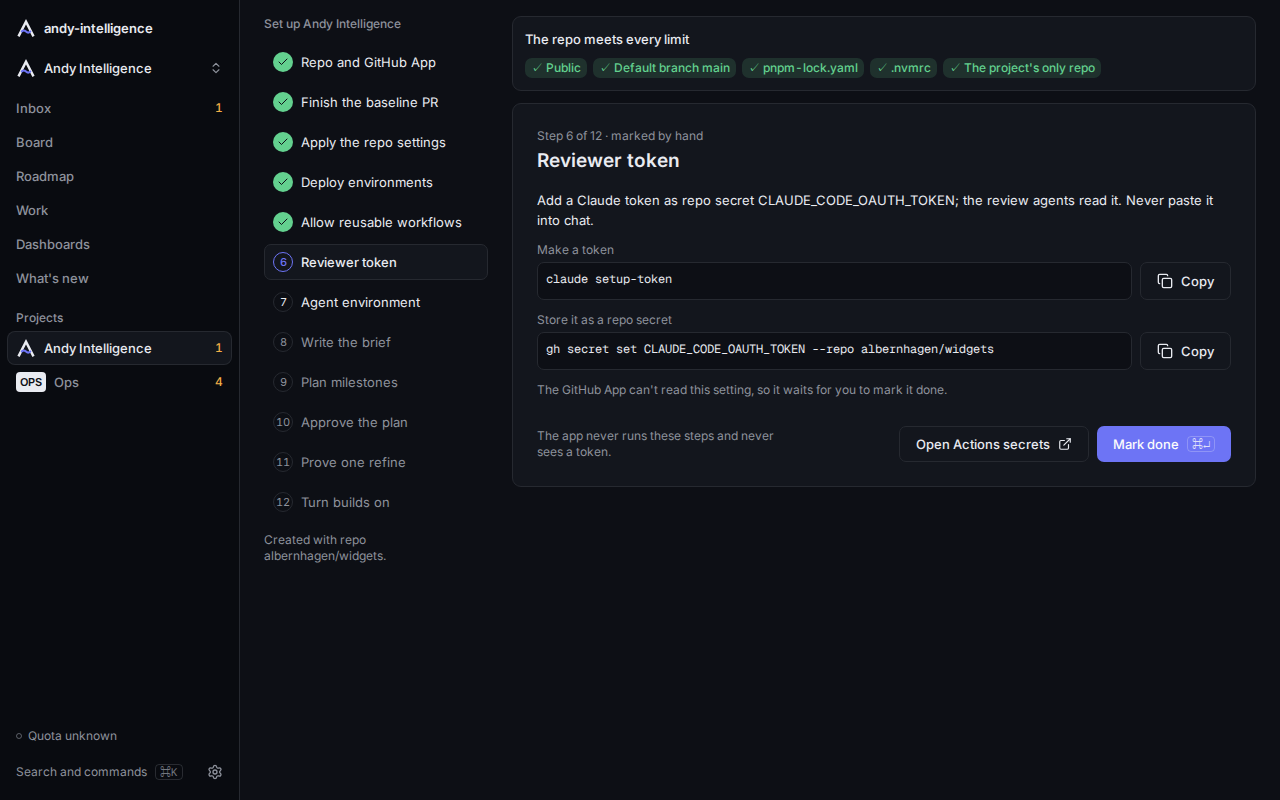 andy-intelligence
Andy Intelligence
Inbox 1
Board
Roadmap
Work
Dashboards
What's new
Projects
Andy Intelligence 1
OPS Ops 4
Quota unknown
Search and commands ⌘K
Set up Andy Intelligence
Repo and GitHub App
Finish the baseline PR
Apply the repo settings
Deploy environments
Allow reusable workflows
6 Reviewer token
7 Agent environment
8 Write the brief
9 Plan milestones
10 Approve the plan
11 Prove one refine
12 Turn builds on
Created with repo
albernhagen/widgets.
The repo meets every limit
✓ Public ✓ Default branch main ✓ pnpm-lock.yaml ✓ .nvmrc ✓ The project's only repo
Step 6 of 12 · marked by hand
Reviewer token
Add a Claude token as repo secret CLAUDE_CODE_OAUTH_TOKEN; the review agents read it. Never paste it
into chat.
Make a token
claude setup-token Copy
Store it as a repo secret
gh secret set CLAUDE_CODE_OAUTH_TOKEN --repo albernhagen/widgets Copy
The GitHub App can't read this setting, so it waits for you to mark it done.
The app never runs these steps and never
sees a token.
Open Actions secrets Mark done ⌘↵